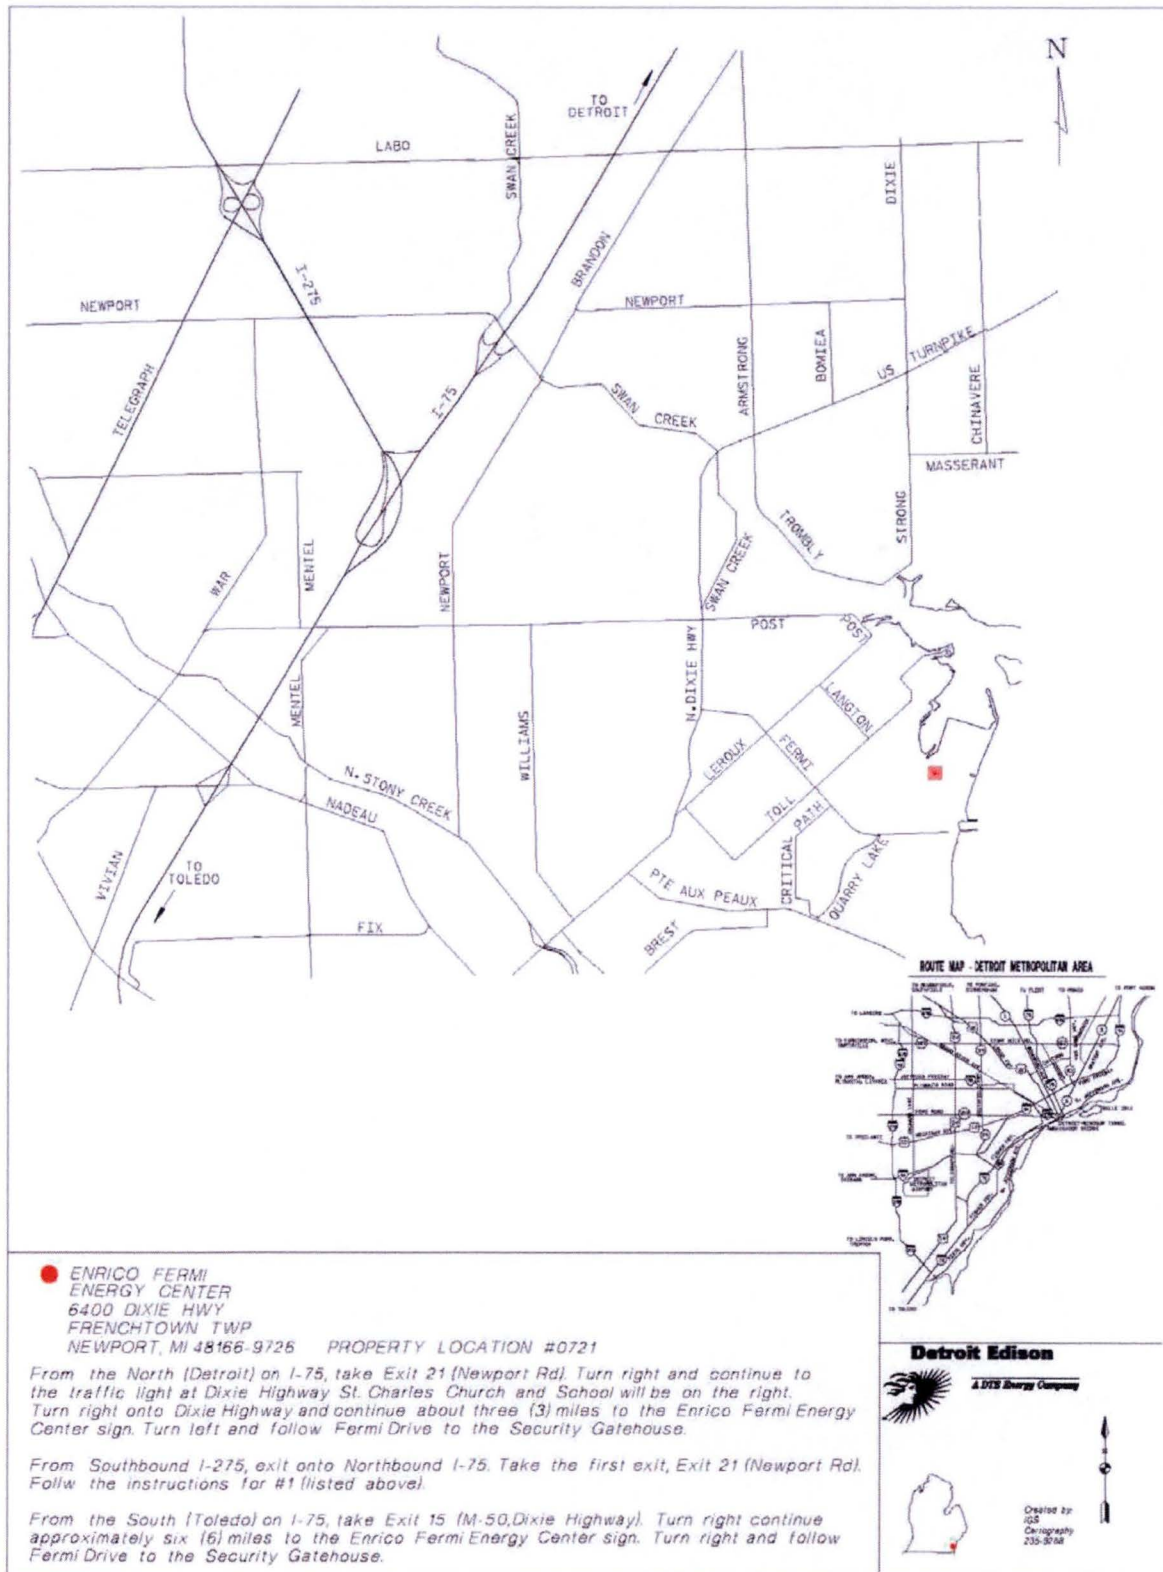 N
TO
DETROIT
LABO
SWAN CREEK
SWAN CREEK
DIXIE
BRANDON
I-275
NEWPORT
NEWPORT
TELEGRAPH
I-75
ARMSTRONG
BOMIEA
US TURNPIKE
CHINAVERE
SWAN CREEK
MASSERANT
STRONG
TROMBLY
MENTEL
WAR
NEWPORT
SWAN CREEK
POST
POST
N.DIXIE HWY
MENTEL
WILLIAMS
LANGTON
LEROUX
FERMI
N.STONY CREEK
NADEAU
TOLL
CRITICAL PATH
VIVIAN
TO
TOLEDO
PTE AUX PEAUX
QUARRY LAKE
FIX
BREST
ROUTE MAP - DETROIT METROPOLITAN AREA
TO TOLEDO
ENRICO FERMI
ENERGY CENTER
6400 DIXIE HWY
FRENCHTOWN TWP
NEWPORT, MI 48166-9726 PROPERTY LOCATION #0721
From the North (Detroit) on I-75, take Exit 21 (Newport Rd). Turn right and continue to
the traffic light at Dixie Highway St. Charles Church and School will be on the right.
Turn right onto Dixie Highway and continue about three (3) miles to the Enrico Fermi Energy
Center sign. Turn left and follow Fermi Drive to the Security Gatehouse.
From Southbound I-275, exit onto Northbound I-75. Take the first exit, Exit 21 (Newport Rd).
Follw the instructions for #1 (listed above).
From the South (Toledo) on I-75, take Exit 15 (M-50,Dixie Highway). Turn right continue
approximately six (6) miles to the Enrico Fermi Energy Center sign. Turn right and follow
Fermi Drive to the Security Gatehouse.
Detroit Edison
A DTE Energy Company
Created by:
IGS
Cartography